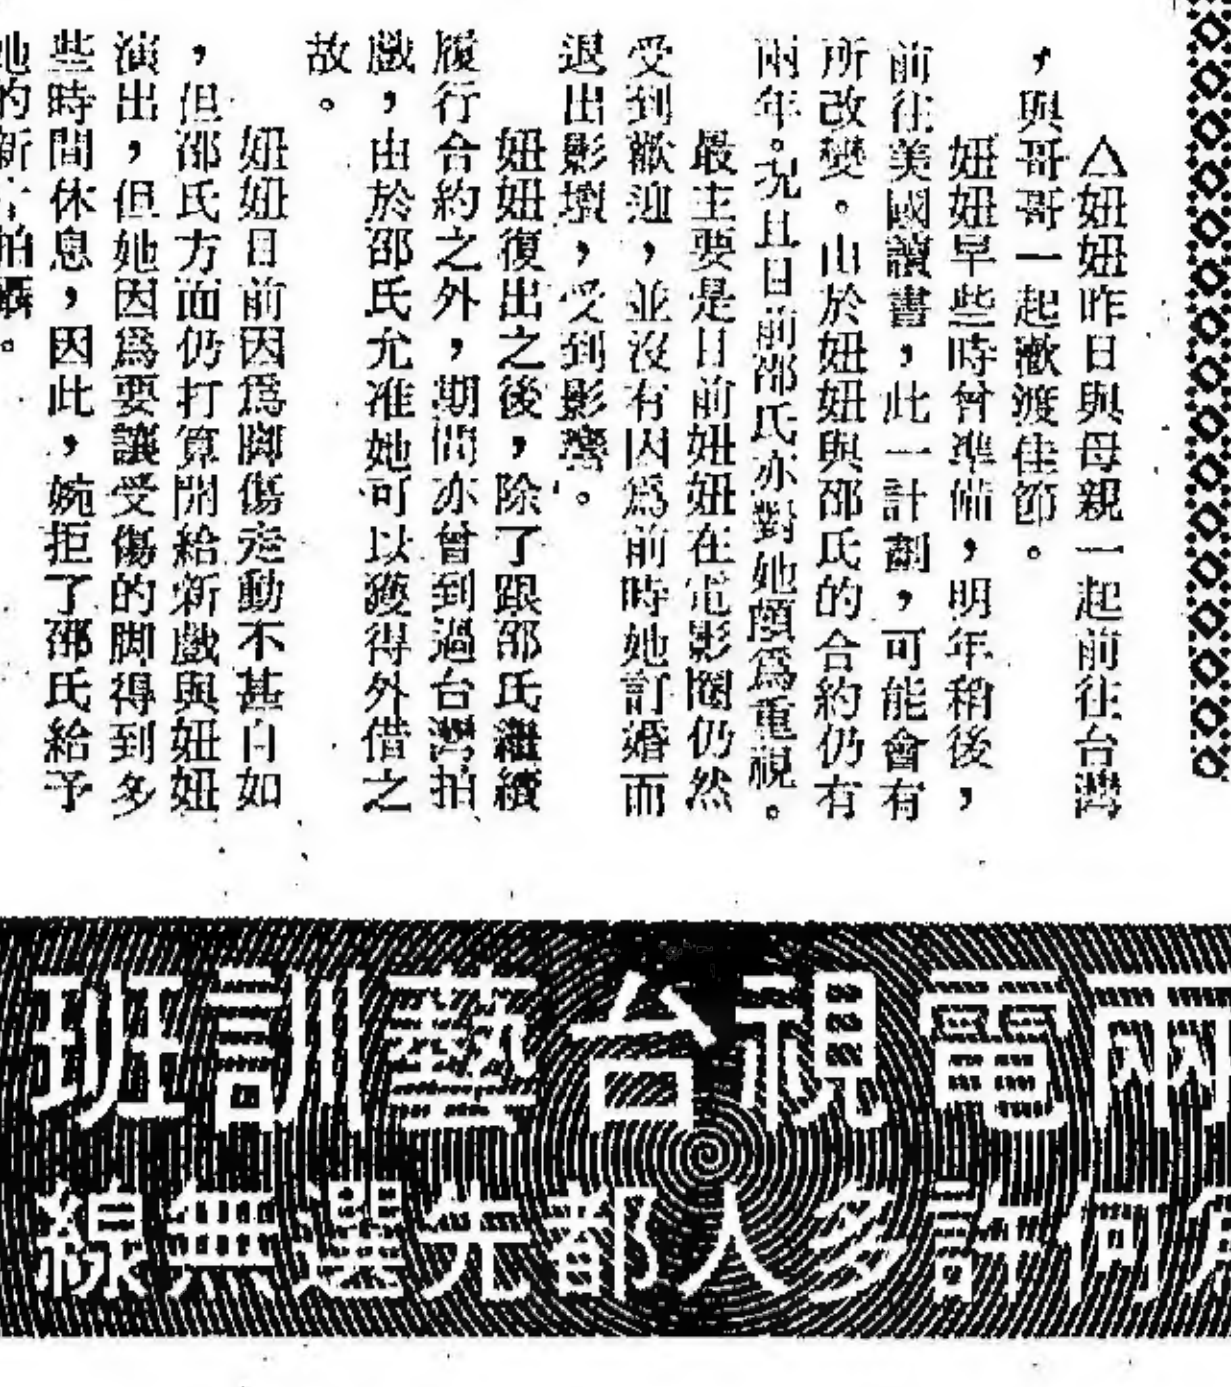 △妞妞昨日與母親一起前往台灣
，與哥哥一起歡渡佳節。
妞妞早些時曾準備，明年稍後，
前往美國讀書，此一計劃，可能會有
所改變。由於妞妞與邵氏的合約仍有
兩年。况且目前邵氏亦對她頗爲重視。
最主要是目前妞妞在電影圈仍然
受到歡迎，並沒有因爲前時她訂婚而
退出影壇，受到影響。
妞妞復出之後，除了跟邵氏繼續
履行合約之外，期間亦曾到過台灣拍
戲，由於邵氏允准她可以獲得外借之
故。
妞妞目前因爲脚傷走動不甚自如
，但邵氏方面仍打算開給新戲與妞妞
演出，但她因爲要讓受傷的脚得到多
些時間休息，因此，婉拒了邵氏給予
她的新片拍攝。
兩電視台藝訓班
何許多人都先選無線